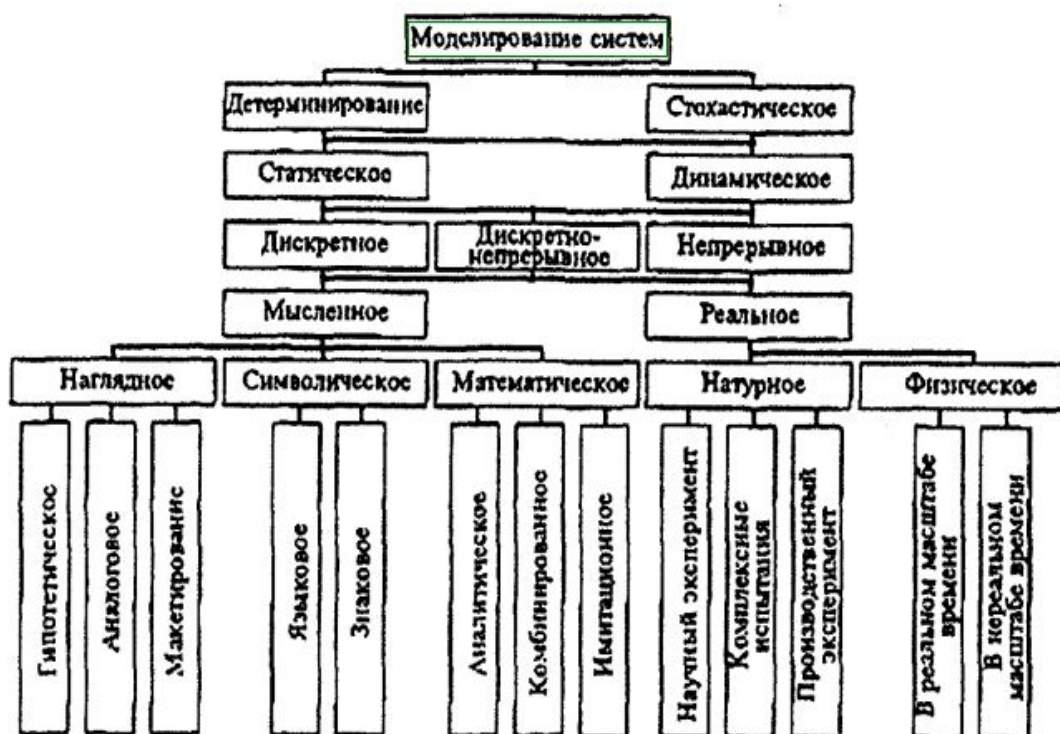 Моделирование систем
Детерминирование
Стохастическое
Статическое
Динамическое
Дискретное
Дискретно-
непрерывное
Непрерывное
Мысленное
Реальное
Наглядное
Символическое
Математическое
Натурное
Физическое
Гипотетическое
Аналоговое
Макетирование
Языковое
Знаковое
Аналитическое
Комбинированное
Имитационное
Научный эксперимент
Комплексные
испытания
Производственный
эксперимент
В реальном масштабе
времени
В нереальном
масштабе времени